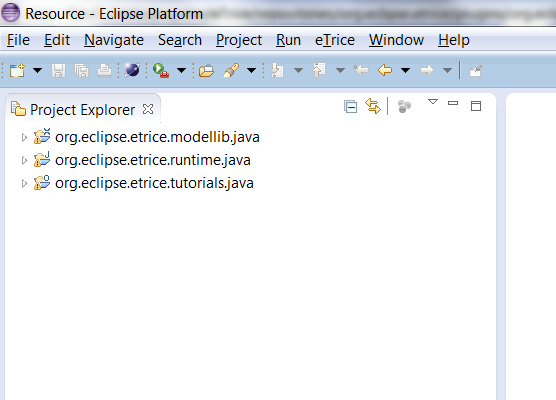 Resource - Eclipse Platform
File Edit Navigate Search Project Run eTrice Window Help
Project Explorer
org.eclipse.etrice.modellib.java
org.eclipse.etrice.runtime.java
org.eclipse.etrice.tutorials.java